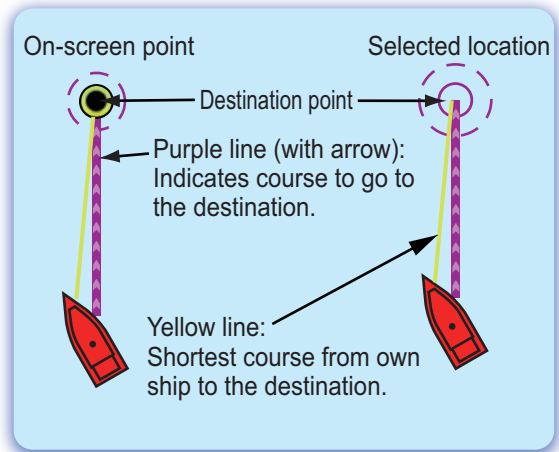 On-screen point
Selected location
Destination point
Purple line (with arrow):
Indicates course to go to
the destination.
Yellow line:
Shortest course from own
ship to the destination.